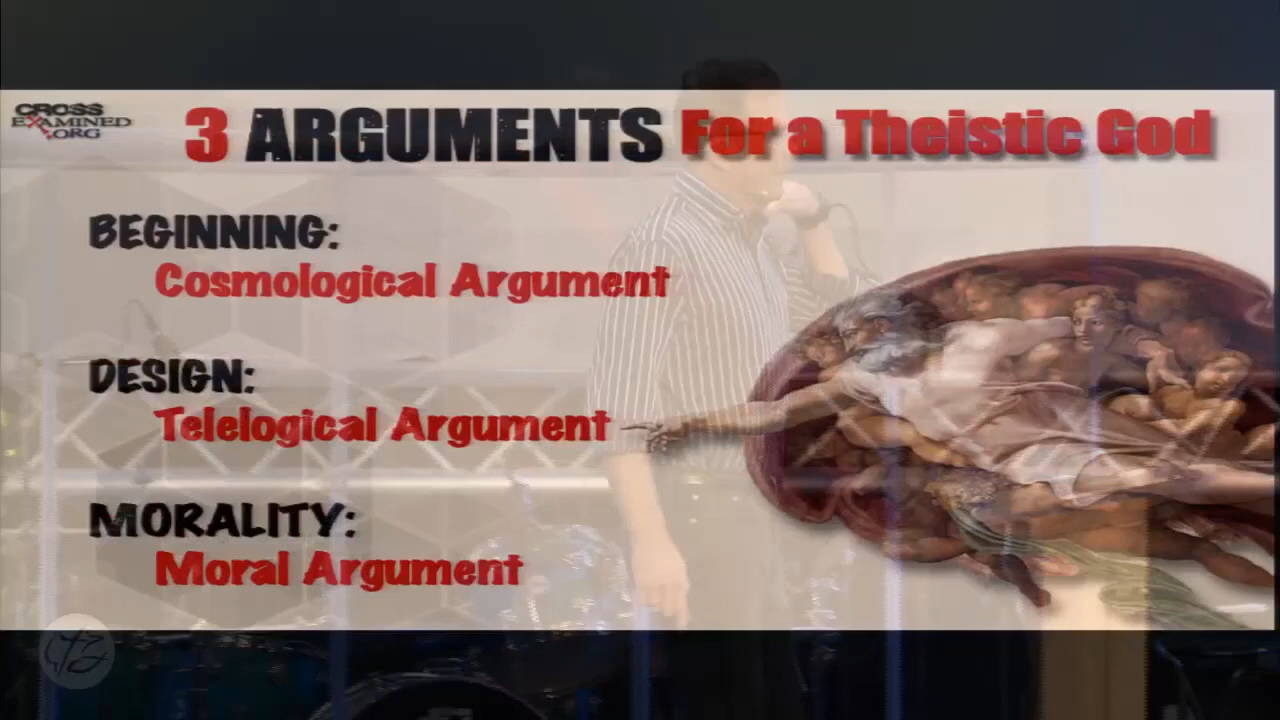 CROSS
EXAMINED
.ORG
3 ARGUMENTS For a Theistic God
BEGINNING:
Cosmological Argument
DESIGN:
Telelogical Argument
MORALITY:
Moral Argument